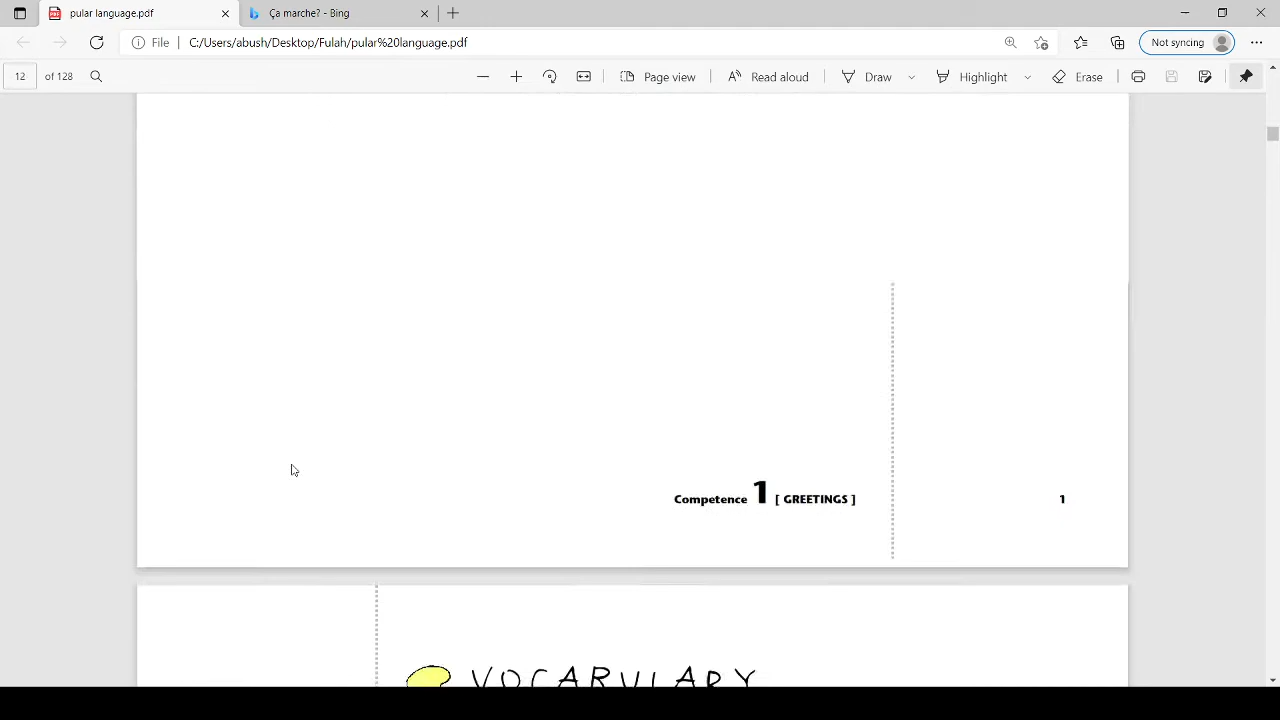 pular language.pdf
Ça marche? - Bing
File
C:/Users/abush/Desktop/Fulah/pular%20language.pdf
Not syncing
12 of 128
Page view
Read aloud
Draw
Highlight
Erase
Competence 1 [ GREETINGS ]
1
VOCABULARY